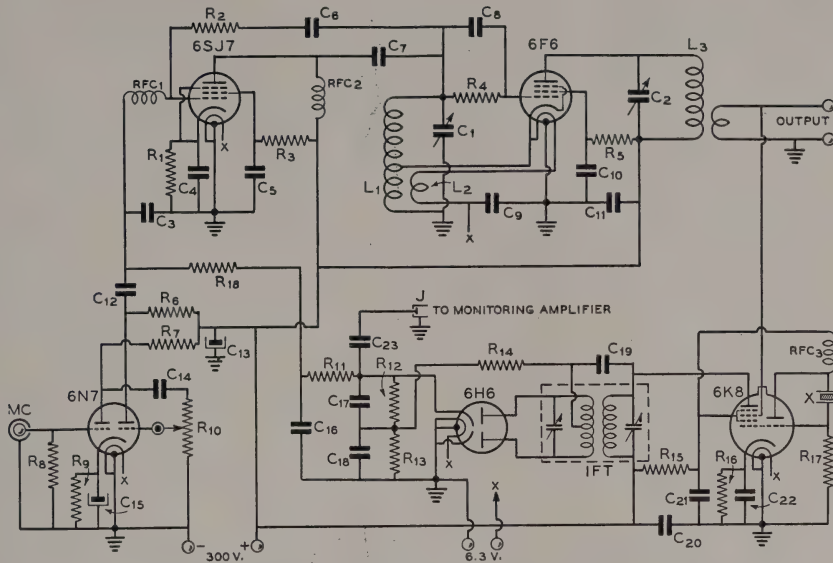 R2
C6
C8
6SJ7
C7
6F6
L3
RFC1
RFC2
R4
C2
C1
OUTPUT
X
R1
C4
R3
C5
R5
C10
L1
L2
C3
C9
C11
X
R18
J
TO MONITORING AMPLIFIER
C12
R6
R7
C13
C23
R12
R14
C19
RFC3
R11
6N7
C14
6H6
6K8
X
MC
C17
R10
C16
C18
R13
X
IFT
R15
R16
R17
R8
R9
X
C15
X
C21
X
C22
C20
−
300 V.
+
6.3 V.